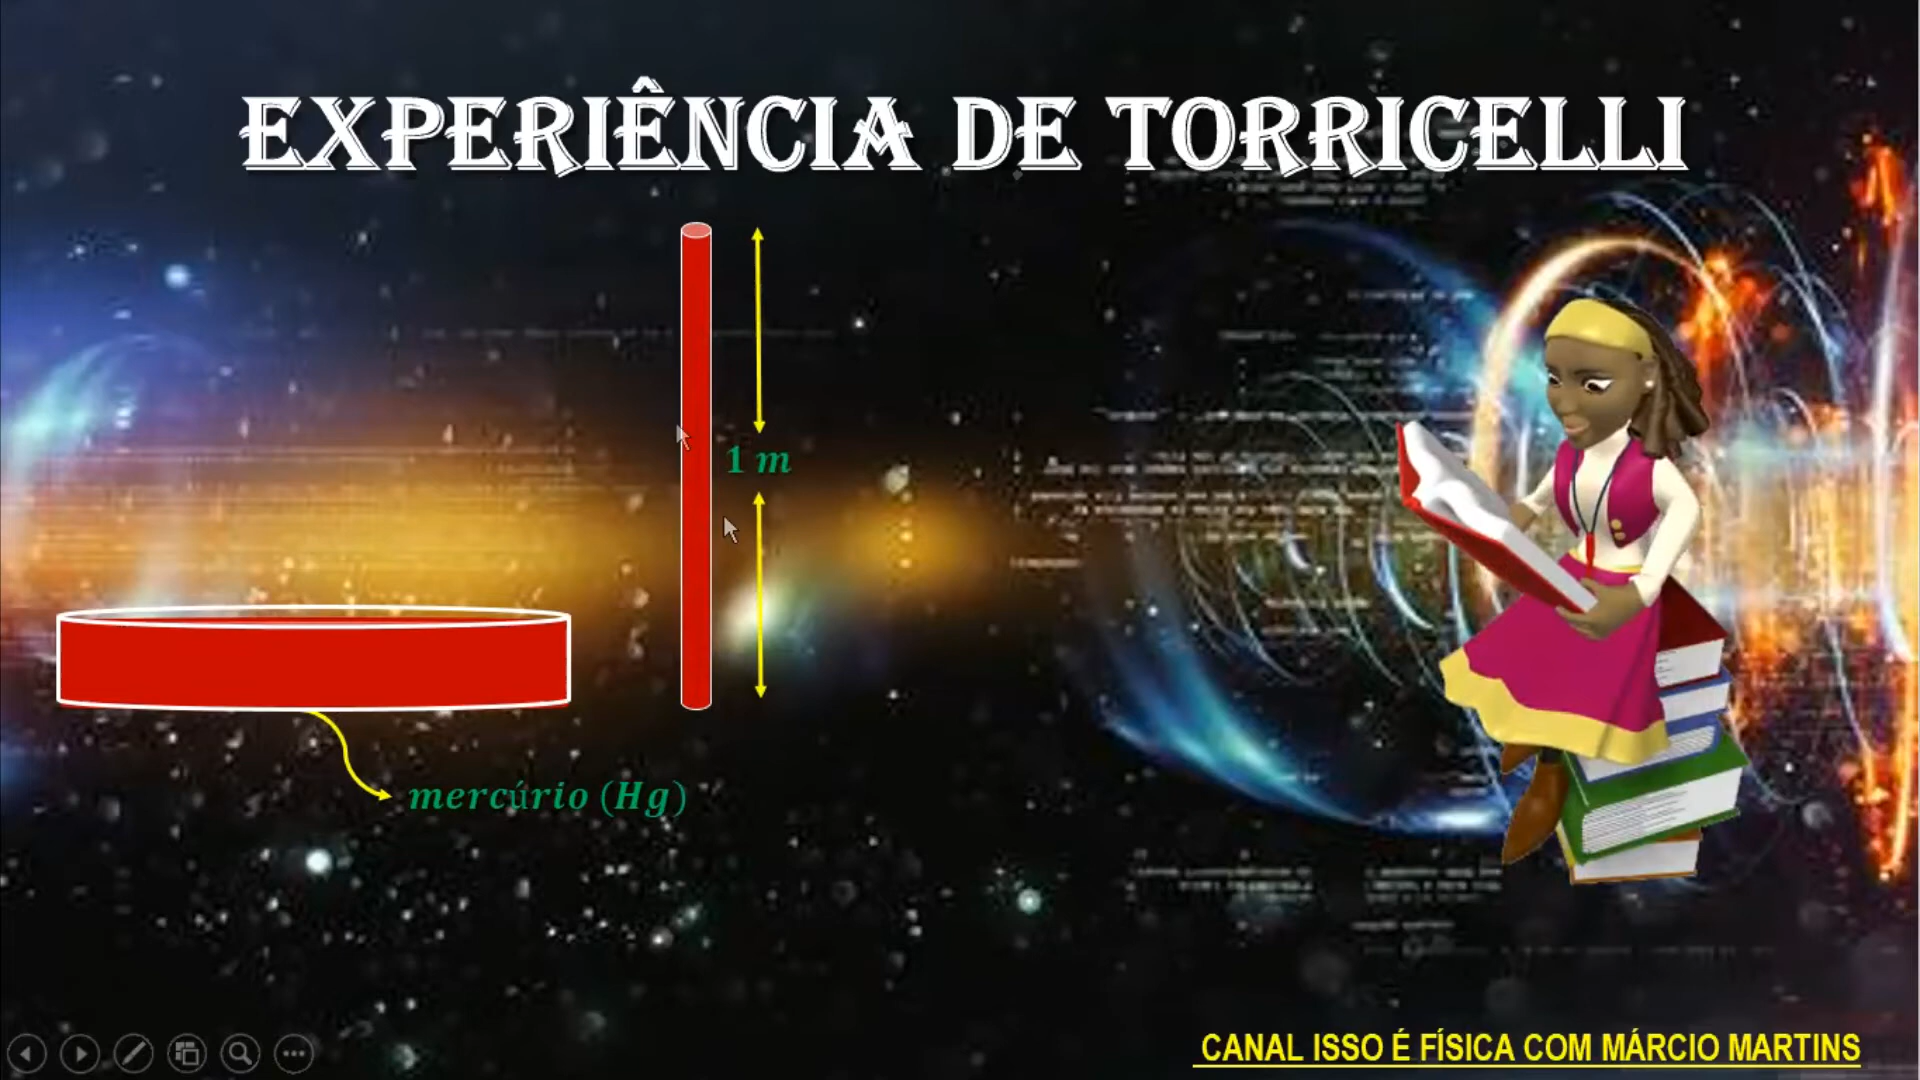 EXPERIÊNCIA DE TORRICELLI
1 m
mercúrio (Hg)
CANAL ISSO É FÍSICA COM MÁRCIO MARTINS